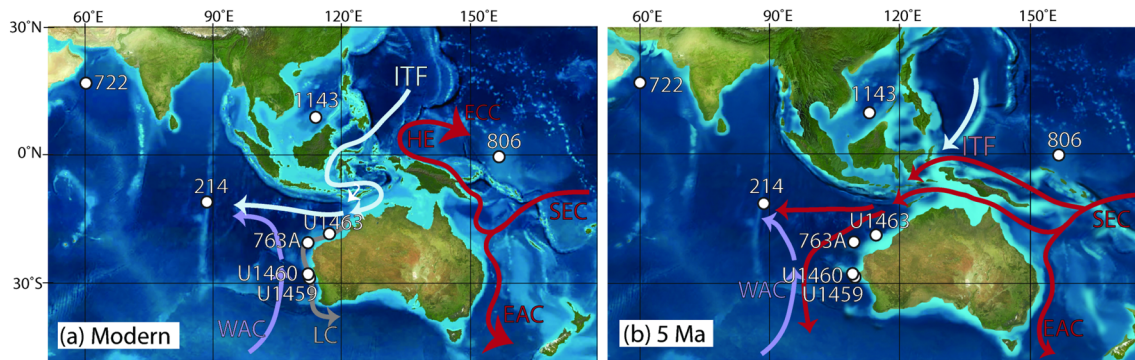 60°E 90°E 120°E 150°E 60°E 90°E 120°E 150°E
30°N
ITF
722 722
1143 1143
ECC
HE
806 806
ITF
0°N
214 214
SEC SEC
U1463 U1463
763A 763A
U1460 U1460
30°S
U1459 U1459
WAC WAC
EAC EAC
LC
(a) Modern (b) 5 Ma